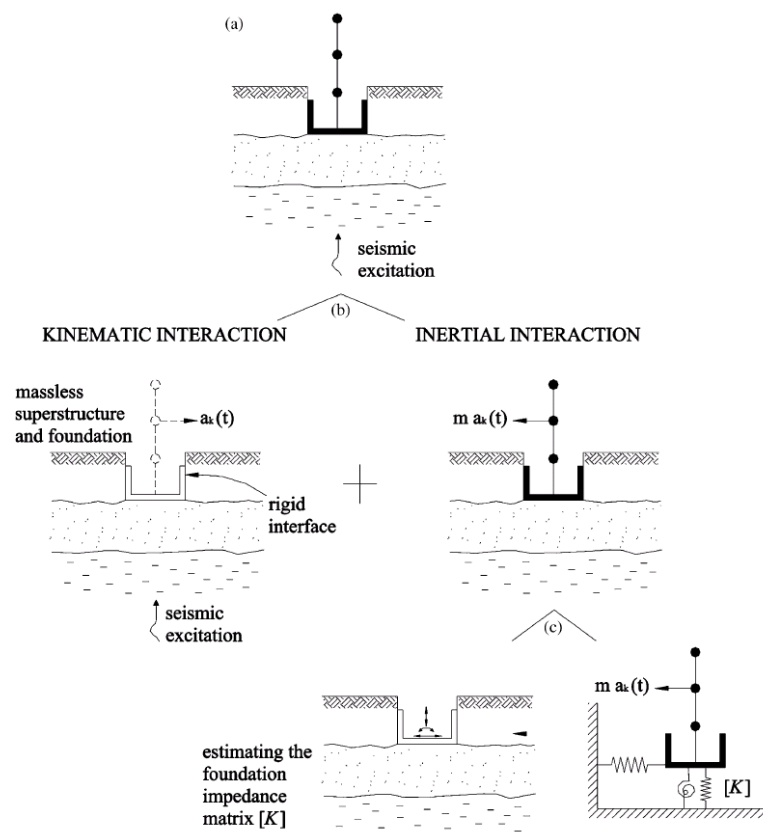 (a)
seismic
excitation
(b)
KINEMATIC INTERACTION
INERTIAL INTERACTION
massless
superstructure
and foundation
aₖ(t)
m aₖ(t)
rigid
interface
seismic
excitation
(c)
m aₖ(t)
estimating the
foundation
impedance
matrix [K]
[K]